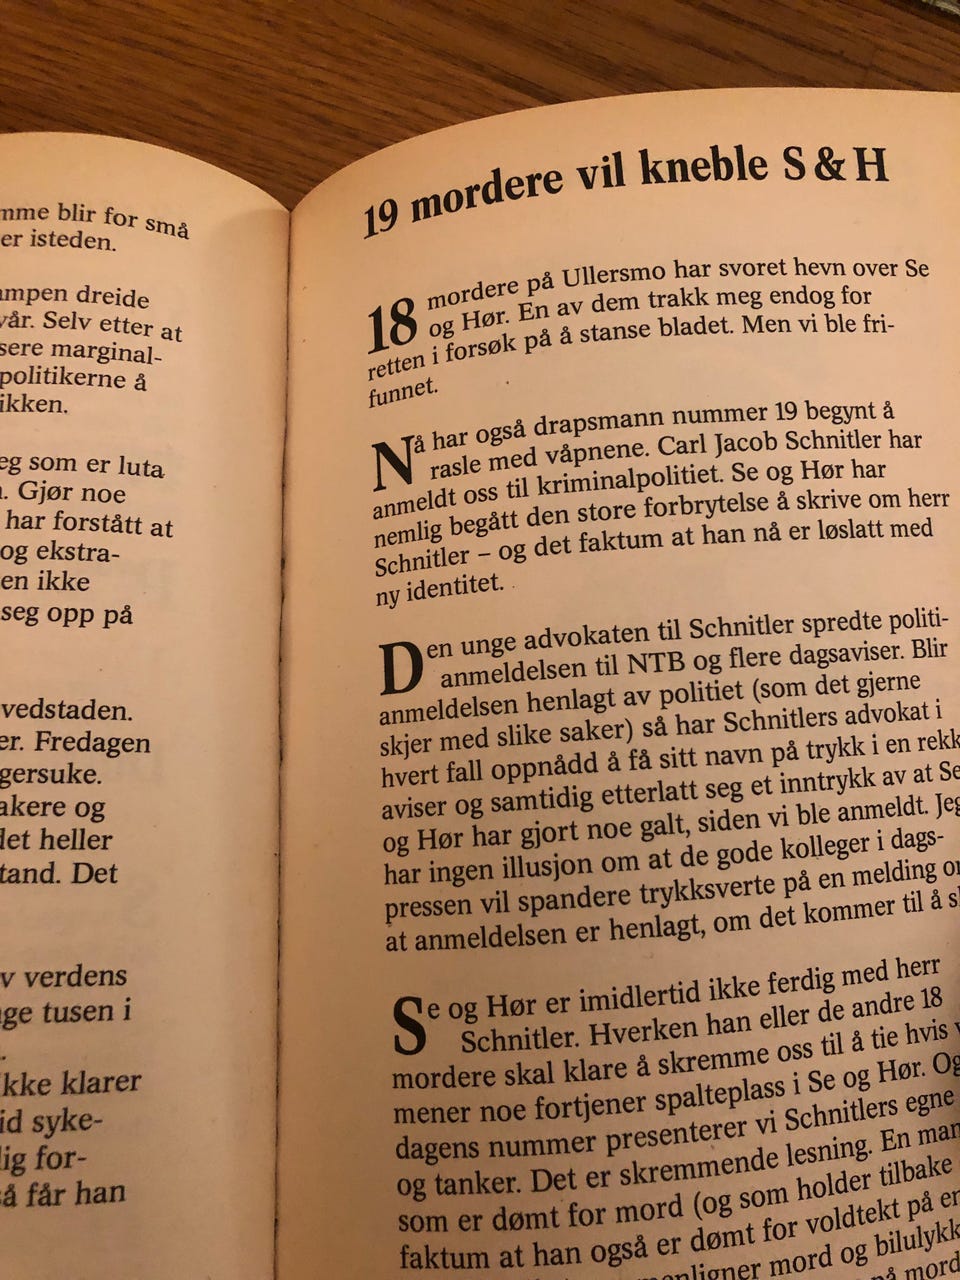 mme blir for små
er isteden.
ampen dreide
vår. Selv etter at
sere marginal-
politikerne å
ikken.
eg som er luta
. Gjør noe
har forstått at
og ekstra-
en ikke
seg opp på
vedstaden.
er. Fredagen
gersuke.
akere og
det heller
tand. Det
v verdens
ge tusen i
.
kke klarer
id syke-
lig for-
så får han
19 mordere vil kneble S & H
18 mordere på Ullersmo har svoret hevn over Se
og Hør. En av dem trakk meg endog for
retten i forsøk på å stanse bladet. Men vi ble fri-
funnet.
Nå har også drapsmann nummer 19 begynt å
rasle med våpnene. Carl Jacob Schnitler har
anmeldt oss til kriminalpolitiet. Se og Hør har
nemlig begått den store forbrytelse å skrive om herr
Schnitler – og det faktum at han nå er løslatt med
ny identitet.
Den unge advokaten til Schnitler spredte politi-
anmeldelsen til NTB og flere dagsaviser. Blir
anmeldelsen henlagt av politiet (som det gjerne
skjer med slike saker) så har Schnitlers advokat i
hvert fall oppnådd å få sitt navn på trykk i en rekk
aviser og samtidig etterlatt seg et inntrykk av at Se
og Hør har gjort noe galt, siden vi ble anmeldt. Jeg
har ingen illusjon om at de gode kolleger i dags-
pressen vil spandere trykksverte på en melding o
at anmeldelsen er henlagt, om det kommer til å s
Se og Hør er imidlertid ikke ferdig med herr
Schnitler. Hverken han eller de andre 18
mordere skal klare å skremme oss til å tie hvis v
mener noe fortjener spalteplass i Se og Hør. Og
dagens nummer presenterer vi Schnitlers egne
og tanker. Det er skremmende lesning. En man
som er dømt for mord (og som holder tilbake
faktum at han også er dømt for voldtekt på en
nligner mord og bilulykk
på mord